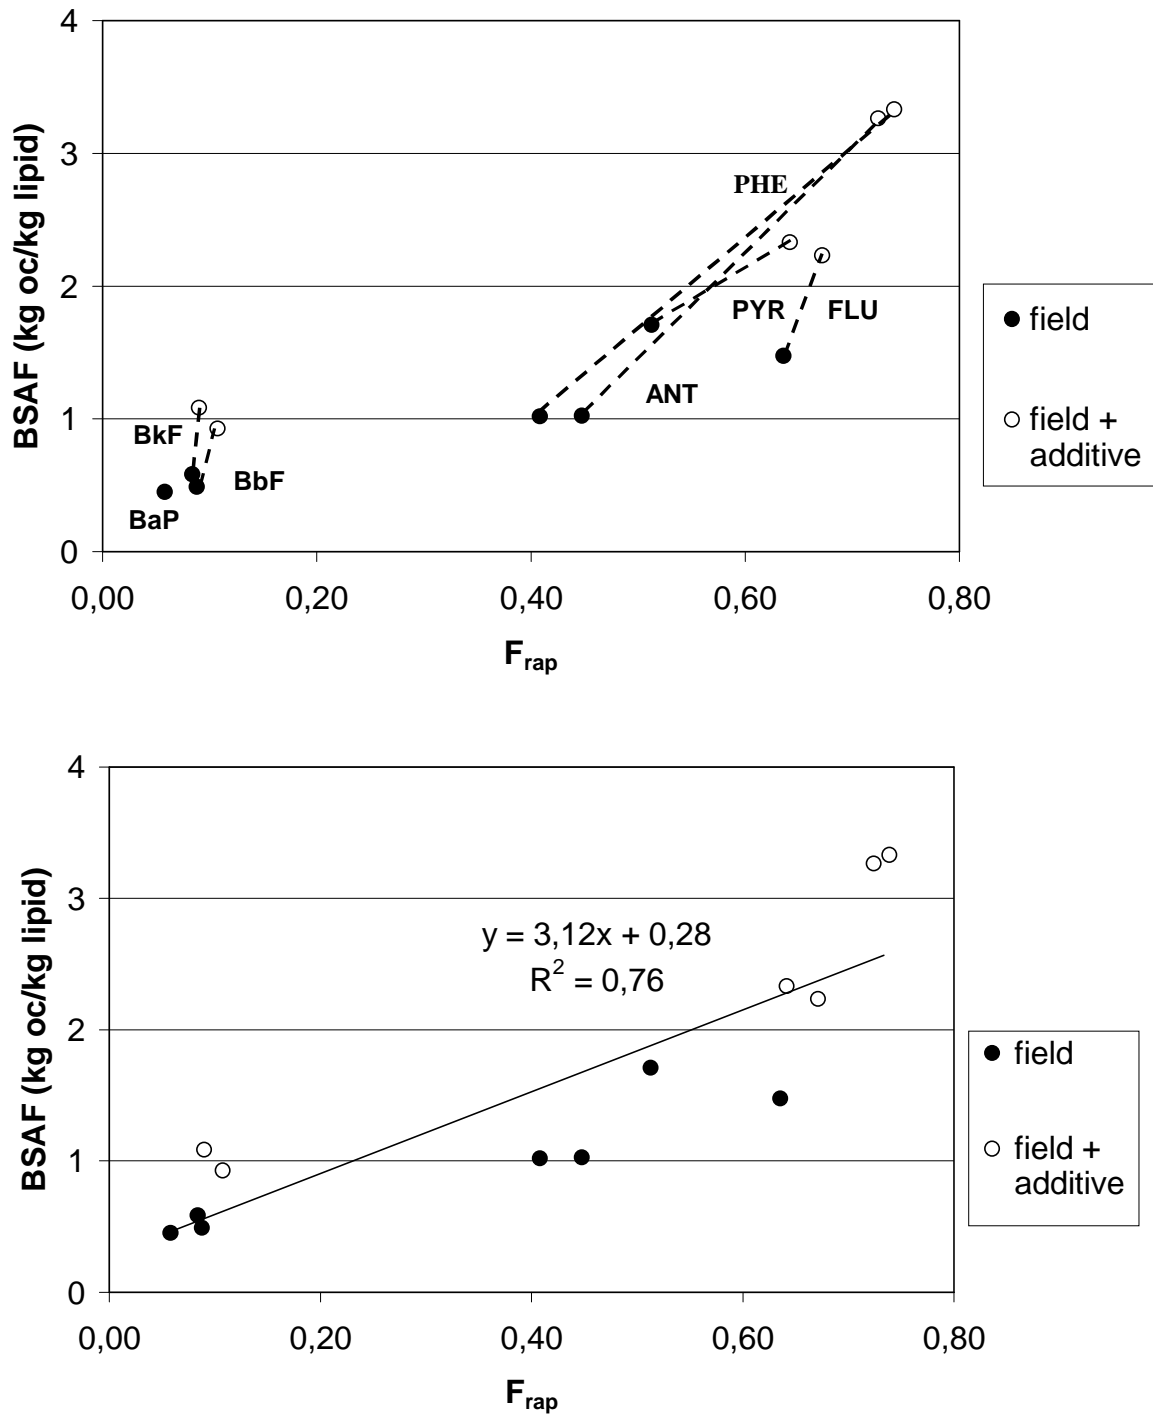 4
3
2
1
0
BSAF (kg oc/kg lipid)
PHE
PYR
FLU
ANT
BkF
BbF
BaP
0,00
0,20
0,40
0,60
0,80
F_rap
field
field +
additive
4
3
2
1
0
BSAF (kg oc/kg lipid)
y = 3,12x + 0,28
R² = 0,76
0,00
0,20
0,40
0,60
0,80
F_rap
field
field +
additive